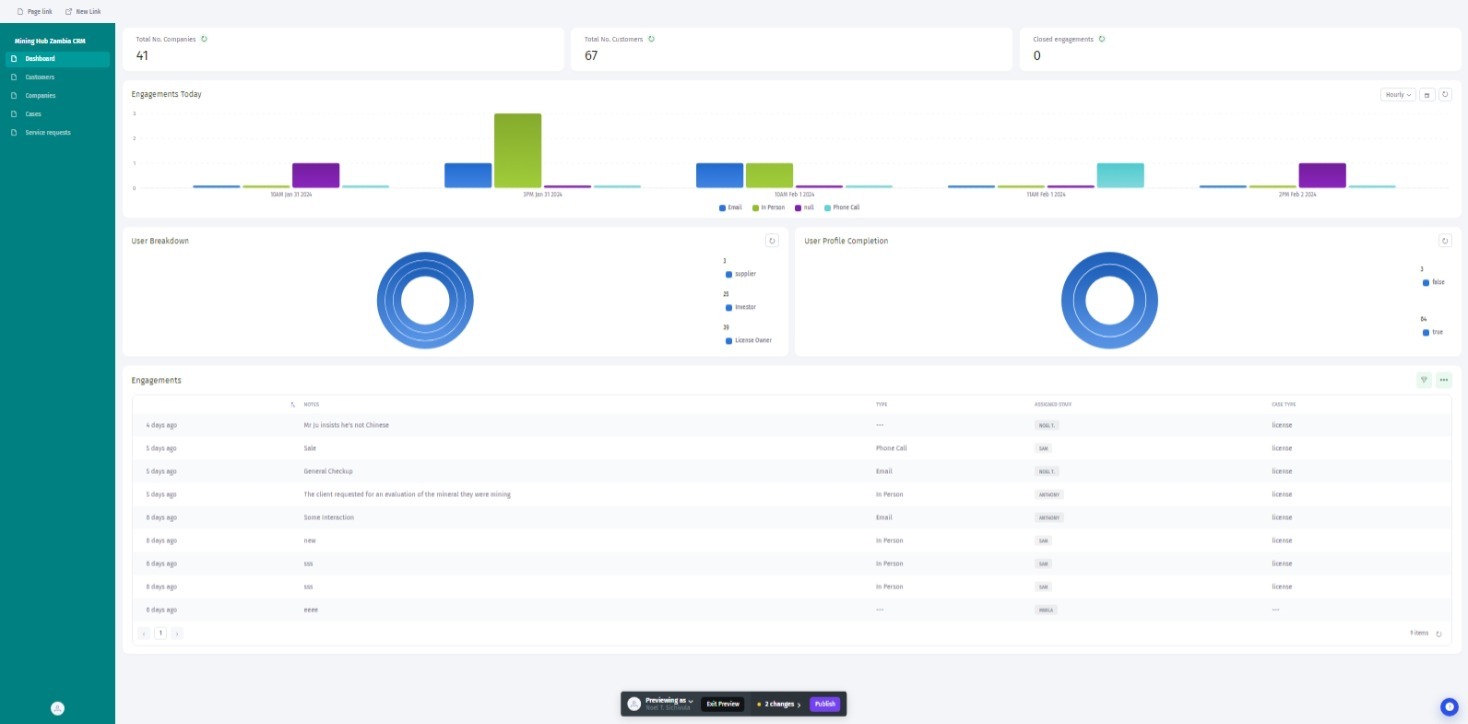 Page link
New Link
Mining Hub Zambia CRM
Dashboard
Customers
Companies
Cases
Service requests
Total No. Companies
41
Total No. Customers
67
Closed engagements
0
Engagements Today
Hourly
3
2
1
0
10AM Jan 31 2024
3PM Jan 31 2024
10AM Feb 1 2024
11AM Feb 1 2024
2PM Feb 2 2024
Email
In Person
null
Phone Call
User Breakdown
3
supplier
25
Investor
License Owner
User Profile Completion
3
false
64
true
Engagements
NOTES
TYPE
ASSIGNED STAFF
CASE TYPE
4 days ago
Mr Ju insists he's not Chinese
---
NOEL T.
license
5 days ago
Sale
Phone Call
SAM
license
5 days ago
General Checkup
Email
NOEL T.
license
5 days ago
The client requested for an evaluation of the mineral they were mining
In Person
ANTHONY
license
6 days ago
Some Interaction
Email
ANTHONY
license
8 days ago
new
In Person
SAM
license
8 days ago
sss
In Person
SAM
license
8 days ago
sss
In Person
SAM
license
8 days ago
eeee
---
---
1
9 items
Previewing as
Noel T.
Exit Preview
2 changes
Publish